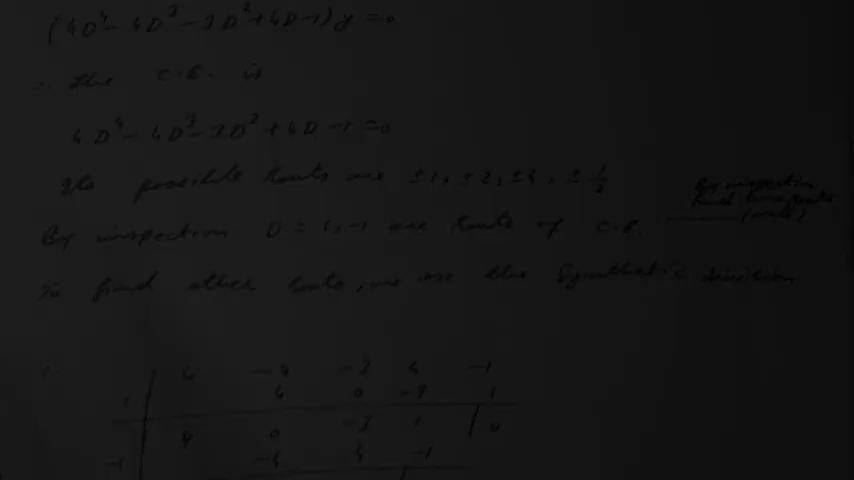 (4D⁴ - 4D³ - 3D² + 4D - 1) y = 0
∴ the C.E. is
4D⁴ - 4D³ - 3D² + 4D - 1 = 0
Its possible roots are ±1, ±2, ±4, ± 1/2
By inspection D = 1, -1 are roots of C.E.
By inspection
find two roots
(only)
To find other roots, we use the Synthetic division
4 -4 -3 4 -1
1 4 0 -3 1
4 0 -3 1 0
-1 -4 4 -1